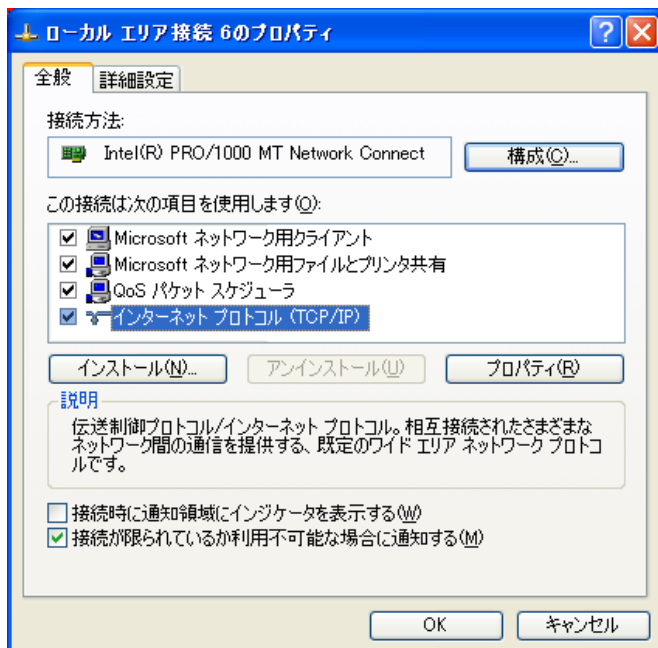 ローカル エリア接続 6のプロパティ
全般
詳細設定
接続方法:
Intel(R) PRO/1000 MT Network Connect
構成(C)...
この接続は次の項目を使用します(O):
Microsoft ネットワーク用クライアント
Microsoft ネットワーク用ファイルとプリンタ共有
QoS パケット スケジューラ
インターネット プロトコル (TCP/IP)
インストール(N)...
アンインストール(U)
プロパティ(R)
説明
伝送制御プロトコル/インターネット プロトコル。相互接続されたさまざまな
ネットワーク間の通信を提供する、既定のワイド エリア ネットワーク プロトコ
ルです。
接続時に通知領域にインジケータを表示する(W)
接続が限られているか利用不可能な場合に通知する(M)
OK
キャンセル